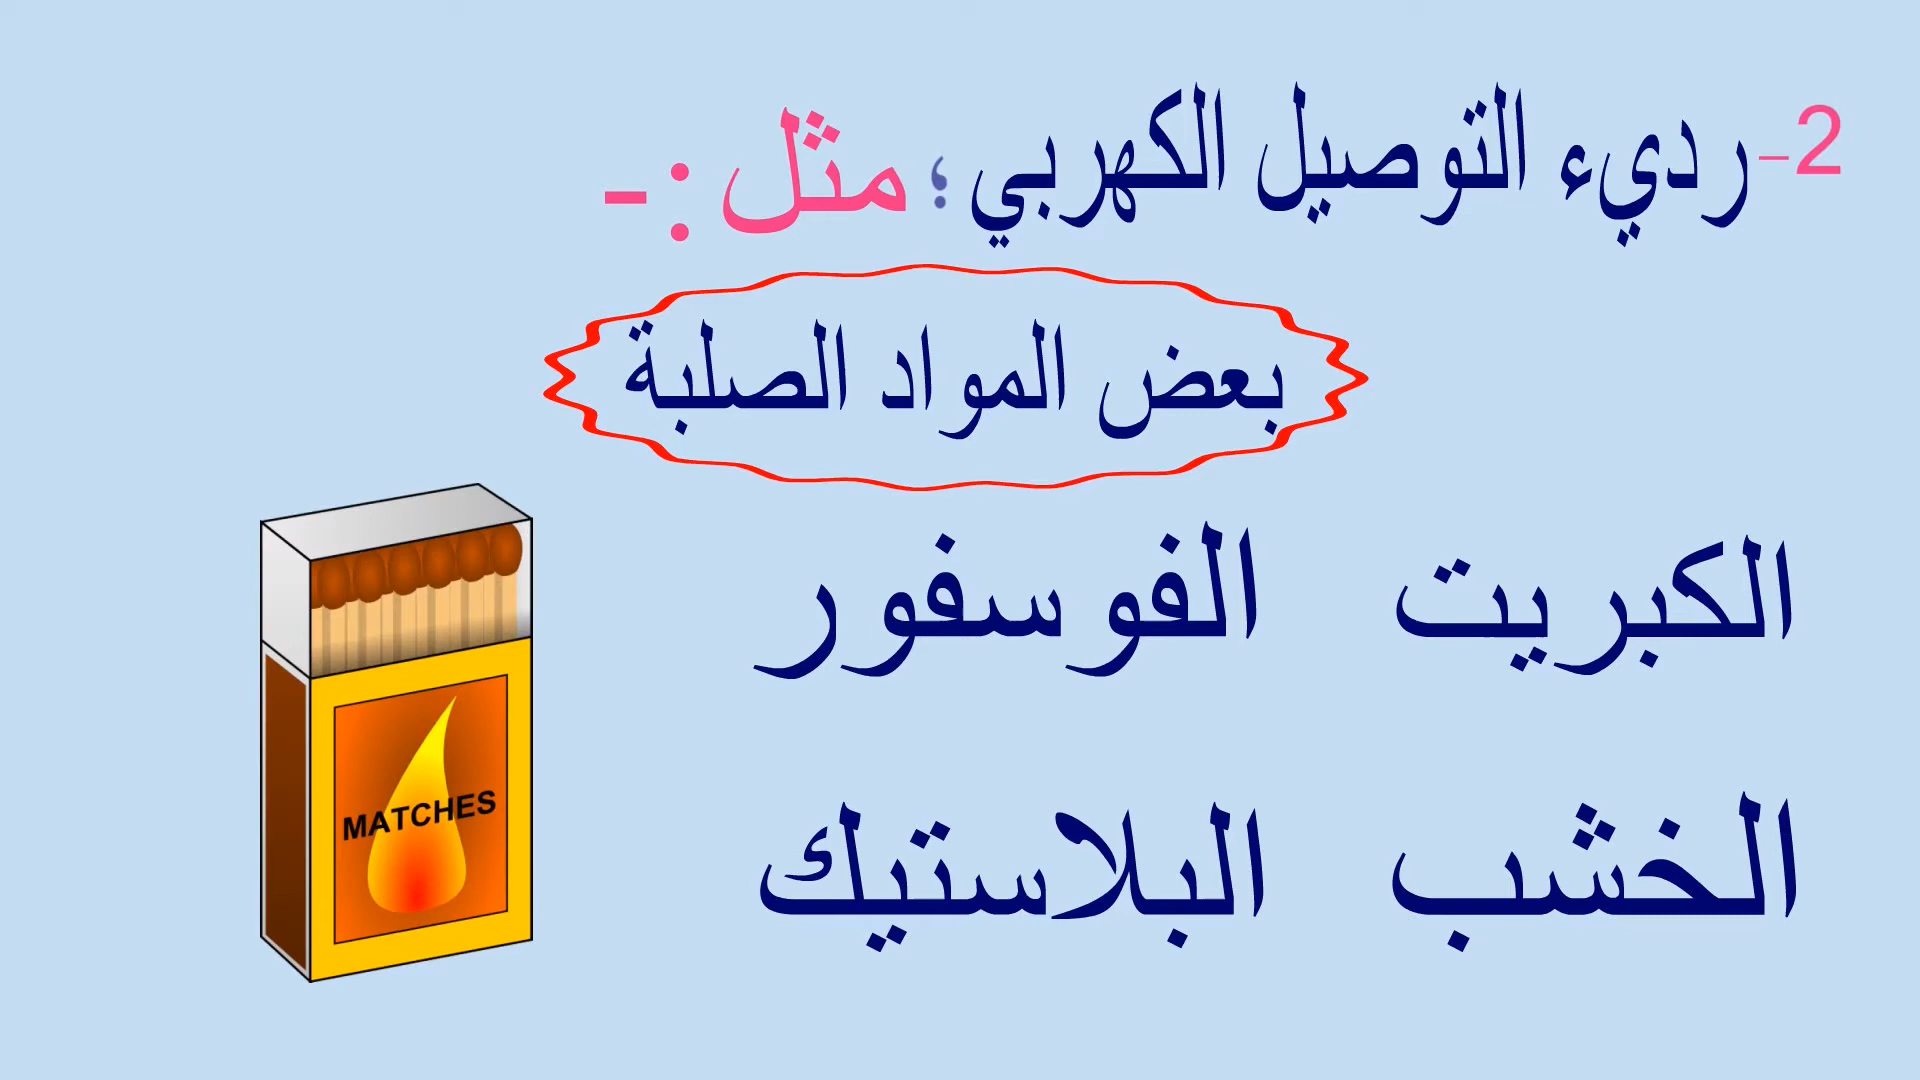 2- رديء التوصيل الكهربي؛ مثل :-
بعض المواد الصلبة
الكبريت الفوسفور
الخشب البلاستيك
MATCHES